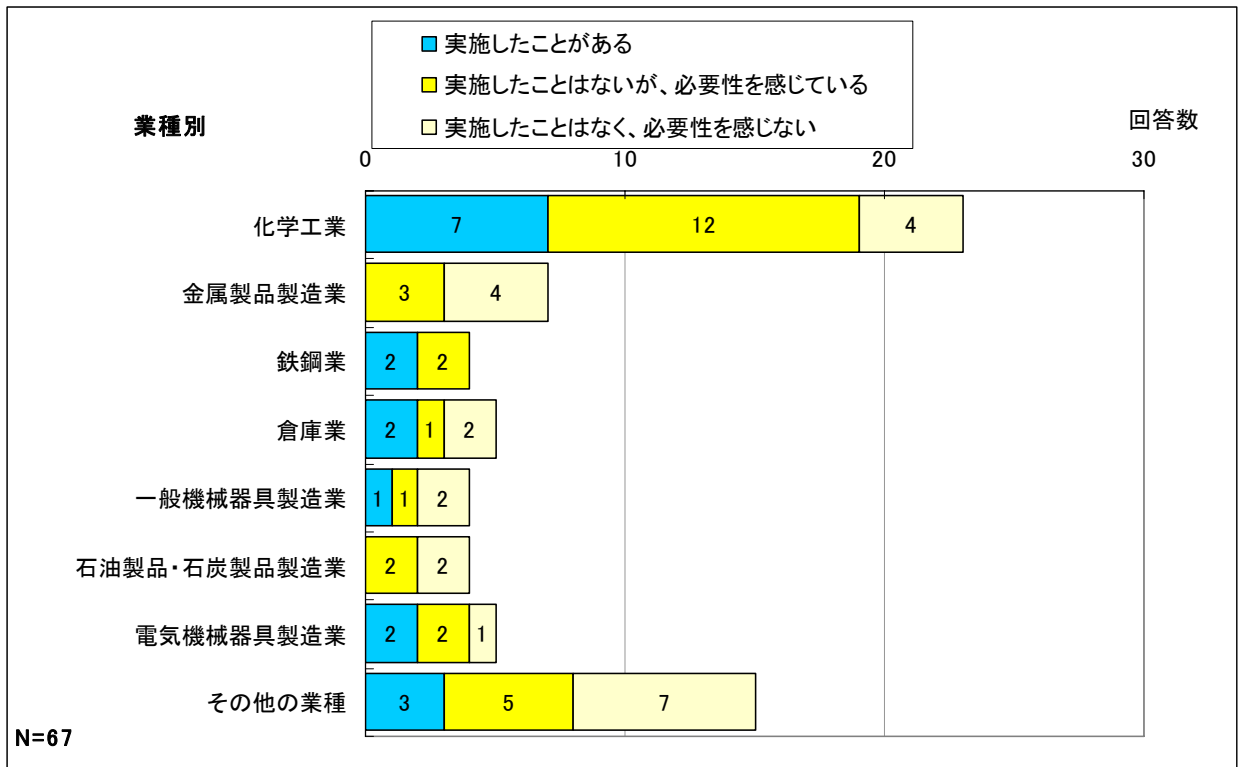 実施したことがある
実施したことはないが、必要性を感じている
実施したことはなく、必要性を感じない
業種別
回答数
0 10 20 30
化学工業 7 12 4
金属製品製造業 3 4
鉄鋼業 2 2
倉庫業 2 1 2
一般機械器具製造業 1 1 2
石油製品・石炭製品製造業 2 2
電気機械器具製造業 2 2 1
その他の業種 3 5 7
N=67